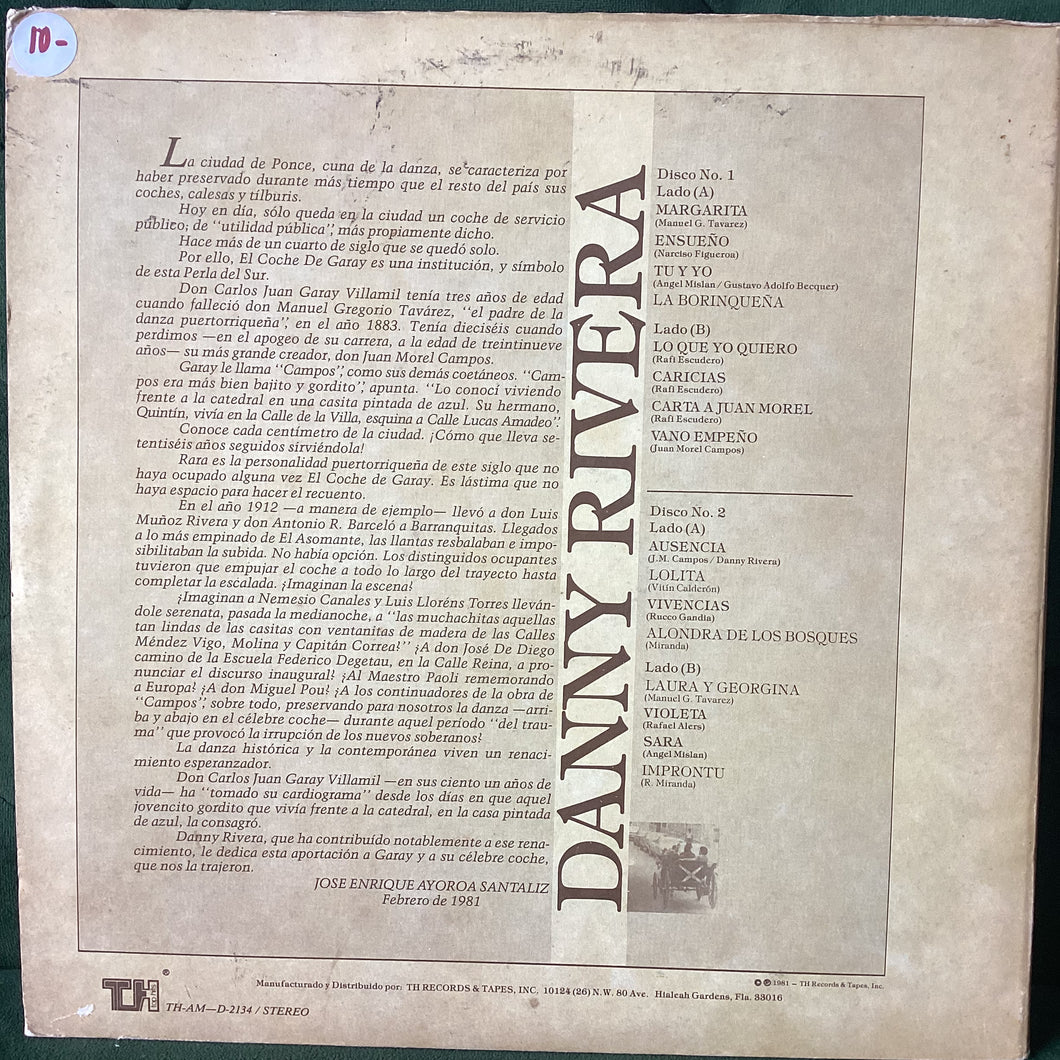 10-
La ciudad de Ponce, cuna de la danza, se caracteriza por
haber preservado durante más tiempo que el resto del país sus
coches, calesas y tílburis.
Hoy en día, sólo queda en la ciudad un coche de servicio
público; de "utilidad pública", más propiamente dicho.
Hace más de un cuarto de siglo que se quedó solo.
Por ello, El Coche De Garay es una institución, y símbolo
de esta Perla del Sur.
Don Carlos Juan Garay Villamil tenía tres años de edad
cuando falleció don Manuel Gregorio Tavárez, "el padre de la
danza puertorriqueña", en el año 1883. Tenía dieciséis cuando
perdimos —en el apogeo de su carrera, a la edad de treintinueve
años— su más grande creador, don Juan Morel Campos.
Garay le llama "Campos", como sus demás coetáneos. "Cam-
pos era más bien bajito y gordito", apunta. "Lo conocí viviendo
frente a la catedral en una casita pintada de azul. Su hermano,
Quintín, vivía en la Calle de la Villa, esquina a Calle Lucas Amadeo".
Conoce cada centímetro de la ciudad. ¡Cómo que lleva se-
tentiséis años seguidos sirviéndola!
Rara es la personalidad puertorriqueña de este siglo que no
haya ocupado alguna vez El Coche de Garay. Es lástima que no
haya espacio para hacer el recuento.
En el año 1912 —a manera de ejemplo— llevó a don Luis
Muñoz Rivera y don Antonio R. Barceló a Barranquitas. Llegados
a lo más empinado de El Asomante, las llantas resbalaban e impo-
sibilitaban la subida. No había opción. Los distinguidos ocupantes
tuvieron que empujar el coche a todo lo largo del trayecto hasta
completar la escalada. ¿Imaginan la escena?
¿Imaginan a Nemesio Canales y Luis Lloréns Torres lleván-
dole serenata, pasada la medianoche, a "las muchachitas aquellas
tan lindas de las casitas con ventanitas de madera de las Calles
Méndez Vigo, Molina y Capitán Correa?" ¿A don José De Diego
camino de la Escuela Federico Degetau, en la Calle Reina, a pro-
nunciar el discurso inaugural? ¿Al Maestro Paoli rememorando
a Europa? ¿A don Miguel Pou? ¿A los continuadores de la obra de
"Campos", sobre todo, preservando para nosotros la danza —arri-
ba y abajo en el célebre coche— durante aquel período "del trau-
ma" que provocó la irrupción de los nuevos soberanos?
La danza histórica y la contemporánea viven un renaci-
miento esperanzador.
Don Carlos Juan Garay Villamil —en sus ciento un años de
vida— ha "tomado su cardiograma" desde los días en que aquel
jovencito gordito que vivía frente a la catedral, en la casa pintada
de azul, la consagró.
Danny Rivera, que ha contribuído notablemente a ese rena-
cimiento, le dedica esta aportación a Garay y a su célebre coche,
que nos la trajeron.
JOSE ENRIQUE AYOROA SANTALIZ
Febrero de 1981
DANNY RIVERA
Disco No. 1
Lado (A)
MARGARITA
(Manuel G. Tavarez)
ENSUEÑO
(Narciso Figueroa)
TU Y YO
(Angel Mislan / Gustavo Adolfo Becquer)
LA BORINQUEÑA
Lado (B)
LO QUE YO QUIERO
(Rafi Escudero)
CARICIAS
(Rafi Escudero)
CARTA A JUAN MOREL
(Rafi Escudero)
VANO EMPEÑO
(Juan Morel Campos)
Disco No. 2
Lado (A)
AUSENCIA
(J.M. Campos / Danny Rivera)
LOLITA
(Vitín Calderón)
VIVENCIAS
(Rucco Gandia)
ALONDRA DE LOS BOSQUES
(Miranda)
Lado (B)
LAURA Y GEORGINA
(Manuel G. Tavarez)
VIOLETA
(Rafael Alers)
SARA
(Angel Mislan)
IMPRONTU
(R. Miranda)
TH ®
TH-AM—D-2134 / STEREO
Manufacturado y Distribuido por: TH RECORDS & TAPES, INC. 10124 (26) N.W. 80 Ave. Hialeah Gardens, Fla. 33016
© ℗ 1981 – TH Records & Tapes, Inc.